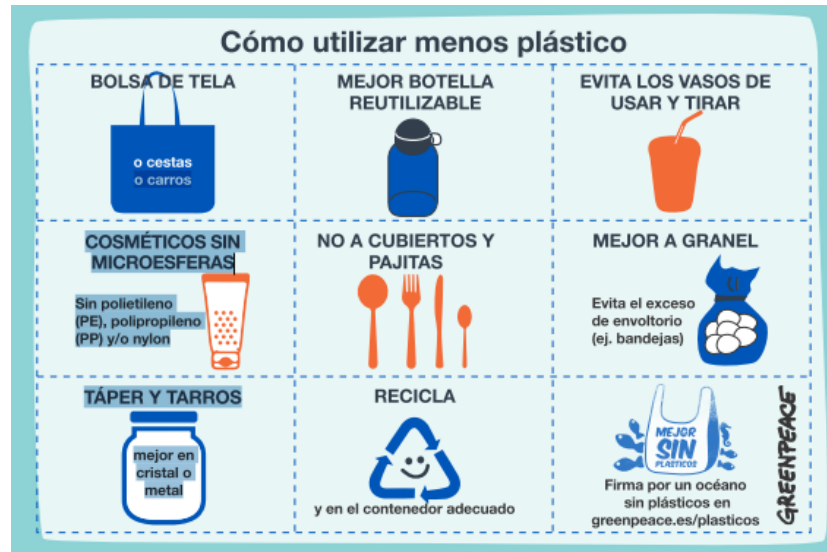 Cómo utilizar menos plástico
BOLSA DE TELA
o cestas
o carros
MEJOR BOTELLA
REUTILIZABLE
EVITA LOS VASOS DE
USAR Y TIRAR
COSMÉTICOS SIN
MICROESFERAS
Sin polietileno
(PE), polipropileno
(PP) y/o nylon
NO A CUBIERTOS Y
PAJITAS
MEJOR A GRANEL
Evita el exceso
de envoltorio
(ej. bandejas)
TÁPER Y TARROS
mejor en
cristal o
metal
RECICLA
y en el contenedor adecuado
MEJOR
SIN
PLÁSTICOS
Firma por un océano
sin plásticos en
greenpeace.es/plasticos
GREENPEACE